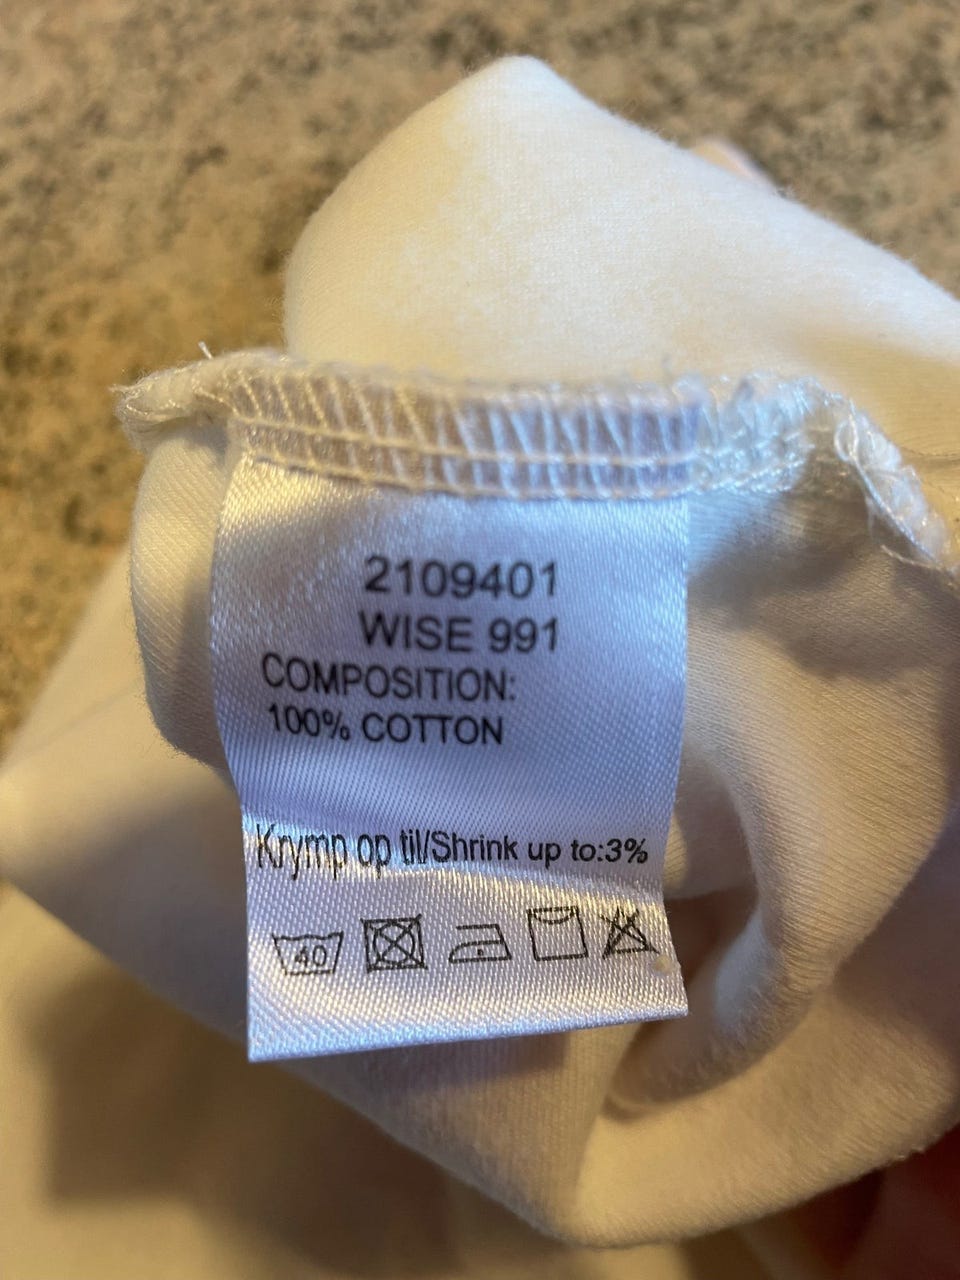 2109401
WISE 991
COMPOSITION:
100% COTTON
Krymp op til/Shrink up to:3%
40